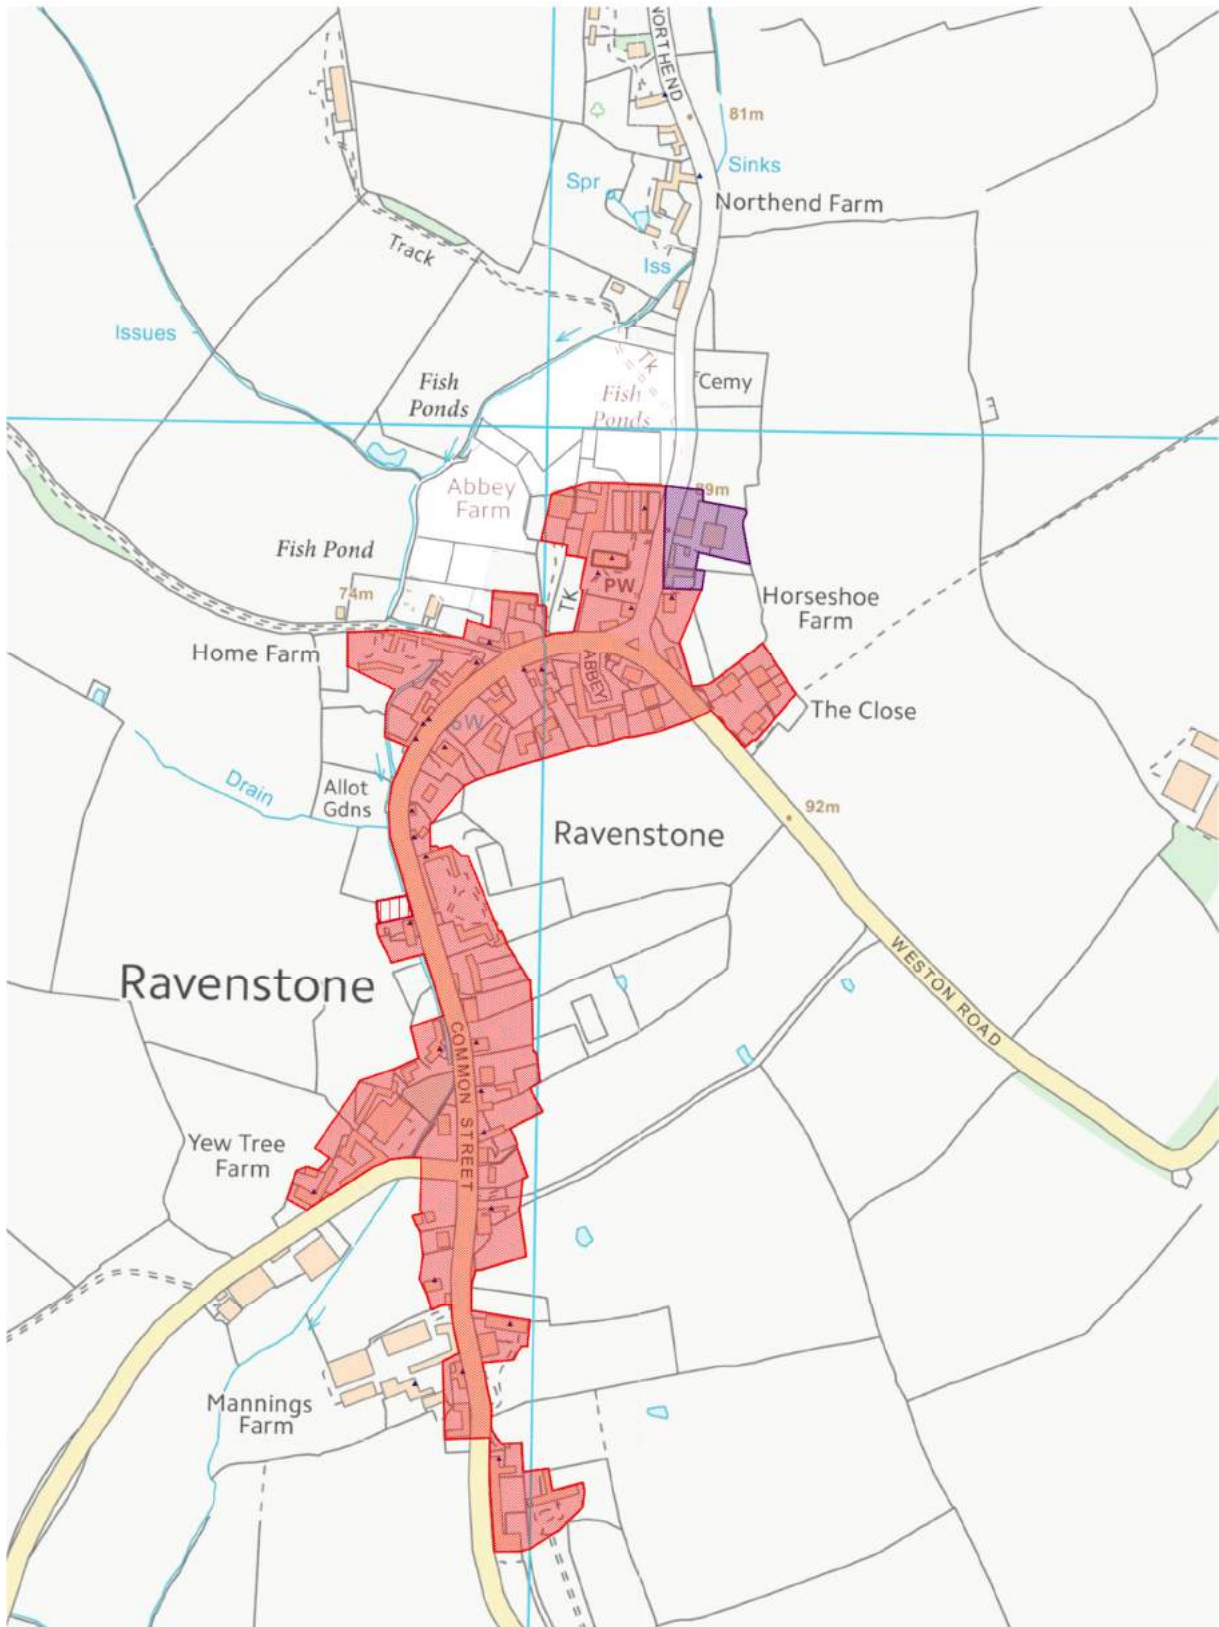 NORTHEND
81m
Sinks
Spr
Northend Farm
Track
Iss
Issues
TK
Fish
Ponds
Fish
Ponds
Cemy
Abbey
Farm
89m
Fish Pond
PW
TK
74m
Horseshoe
Farm
Home Farm
ABBEY
The Close
Drain
Allot
Gdns
92m
Ravenstone
WESTON ROAD
Ravenstone
COMMON STREET
Yew Tree
Farm
Mannings
Farm